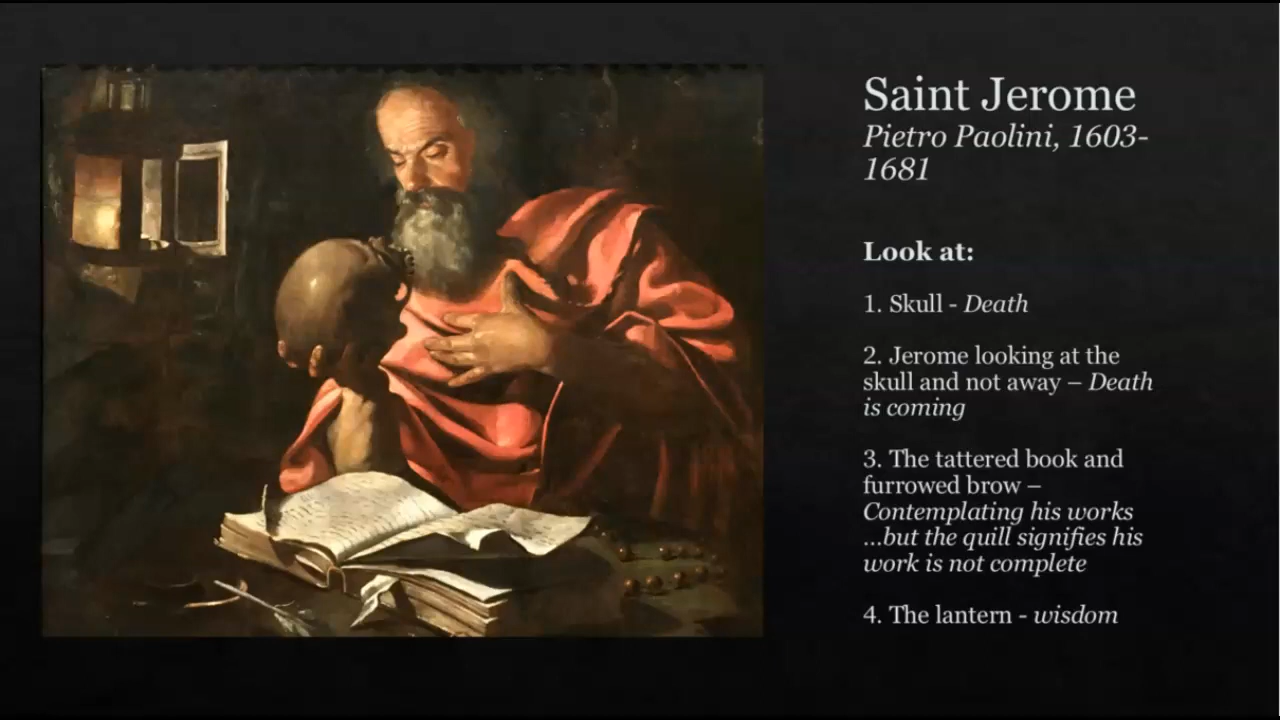 Saint Jerome
Pietro Paolini, 1603-
1681
Look at:
1. Skull - Death
2. Jerome looking at the
skull and not away – Death
is coming
3. The tattered book and
furrowed brow –
Contemplating his works
...but the quill signifies his
work is not complete
4. The lantern - wisdom